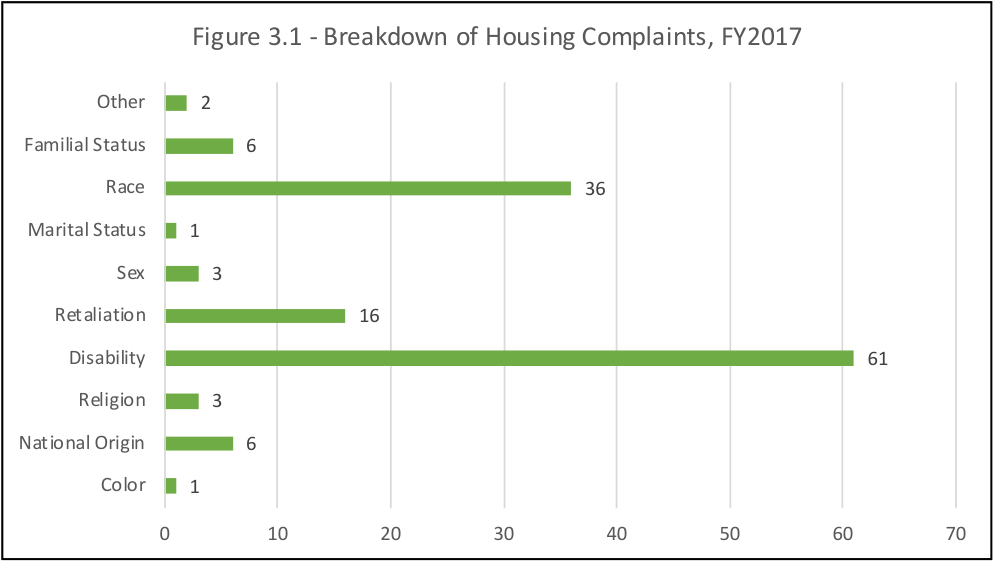 Figure 3.1 - Breakdown of Housing Complaints, FY2017
Other 2
Familial Status 6
Race 36
Marital Status 1
Sex 3
Retaliation 16
Disability 61
Religion 3
National Origin 6
Color 1
0 10 20 30 40 50 60 70